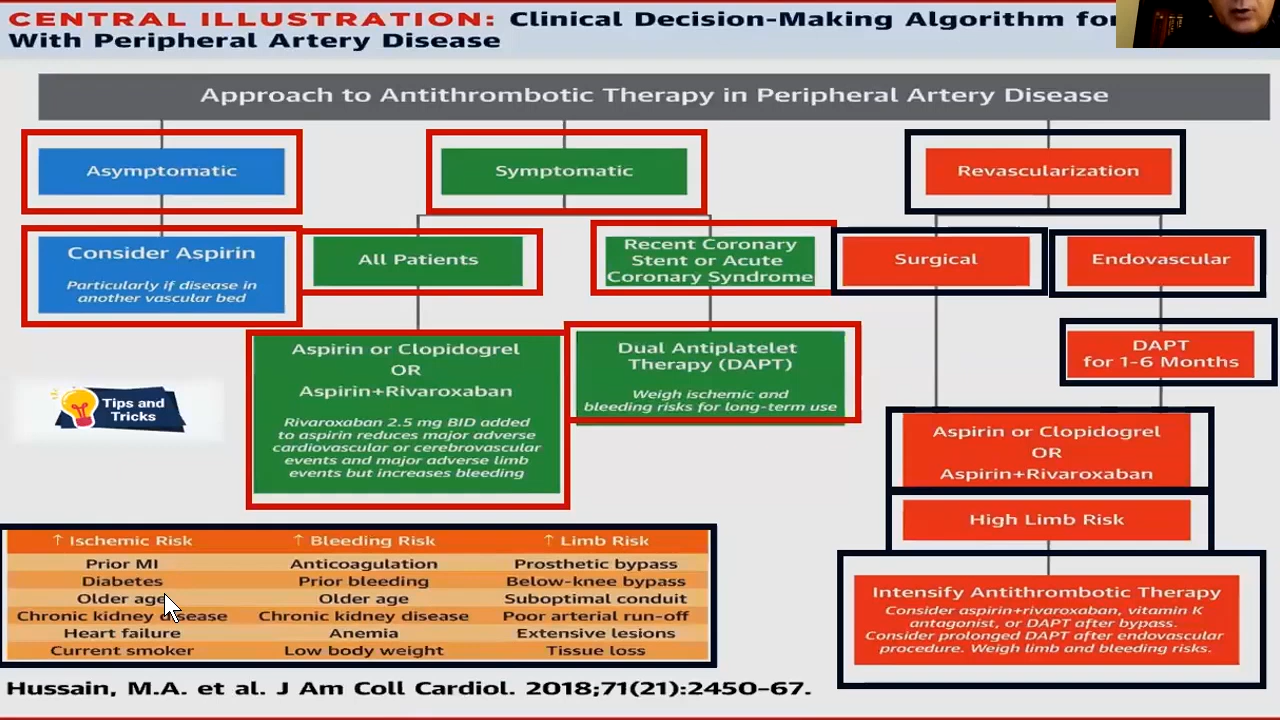 CENTRAL ILLUSTRATION: Clinical Decision-Making Algorithm for
With Peripheral Artery Disease
Approach to Antithrombotic Therapy in Peripheral Artery Disease
Asymptomatic
Symptomatic
Revascularization
Consider Aspirin
Particularly if disease in
another vascular bed
All Patients
Recent Coronary
Stent or Acute
Coronary Syndrome
Surgical
Endovascular
Aspirin or Clopidogrel
OR
Aspirin+Rivaroxaban
Rivaroxaban 2.5 mg BID added
to aspirin reduces major adverse
cardiovascular or cerebrovascular
events and major adverse limb
events but increases bleeding
Dual Antiplatelet
Therapy (DAPT)
Weigh ischemic and
bleeding risks for long-term use
DAPT
for 1-6 Months
Aspirin or Clopidogrel
OR
Aspirin+Rivaroxaban
High Limb Risk
Intensify Antithrombotic Therapy
Consider aspirin+rivaroxaban, vitamin K
antagonist, or DAPT after bypass.
Consider prolonged DAPT after endovascular
procedure. Weigh limb and bleeding risks.
Tips and
Tricks
↑ Ischemic Risk ↑ Bleeding Risk ↑ Limb Risk
Prior MI Anticoagulation Prosthetic bypass
Diabetes Prior bleeding Below-knee bypass
Older age Older age Suboptimal conduit
Chronic kidney disease Chronic kidney disease Poor arterial run-off
Heart failure Anemia Extensive lesions
Current smoker Low body weight Tissue loss
Hussain, M.A. et al. J Am Coll Cardiol. 2018;71(21):2450-67.